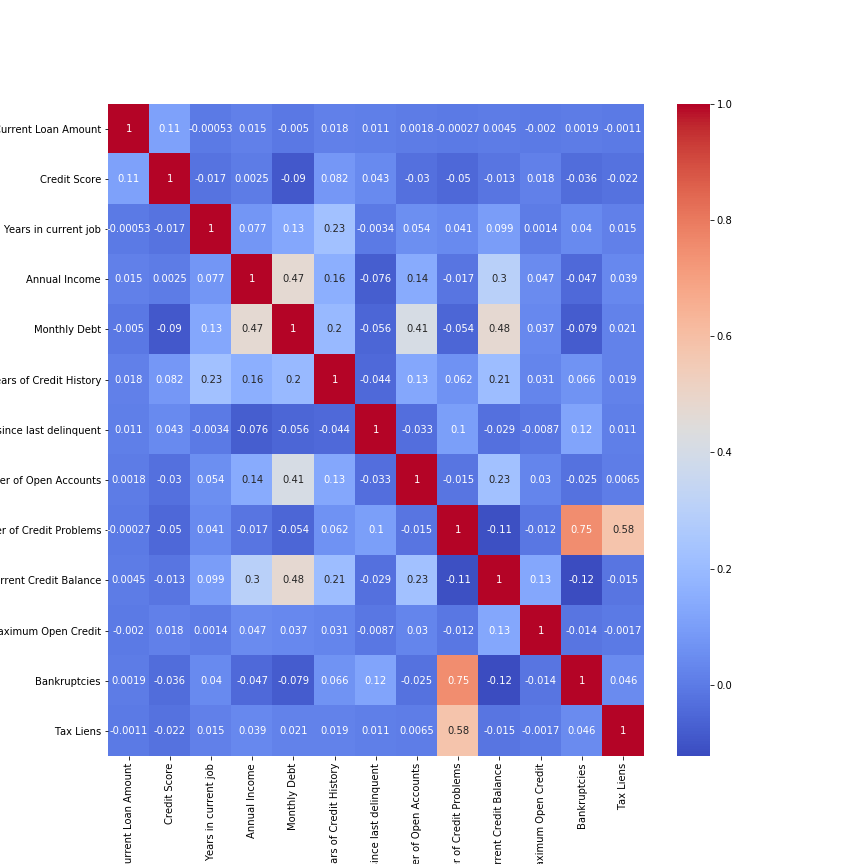 1.0
urrent Loan Amount 1 0.11 -0.00053 0.015 -0.005 0.018 0.011 0.0018 -0.00027 0.0045 -0.002 0.0019 -0.0011
Credit Score 0.11 1 -0.017 0.0025 -0.09 0.082 0.043 -0.03 -0.05 -0.013 0.018 -0.036 -0.022
0.8
Years in current job -0.00053 -0.017 1 0.077 0.13 0.23 -0.0034 0.054 0.041 0.099 0.0014 0.04 0.015
Annual Income 0.015 0.0025 0.077 1 0.47 0.16 -0.076 0.14 -0.017 0.3 0.047 -0.047 0.039
Monthly Debt -0.005 -0.09 0.13 0.47 1 0.2 -0.056 0.41 -0.054 0.48 0.037 -0.079 0.021
0.6
ears of Credit History 0.018 0.082 0.23 0.16 0.2 1 -0.044 0.13 0.062 0.21 0.031 0.066 0.019
since last delinquent 0.011 0.043 -0.0034 -0.076 -0.056 -0.044 1 -0.033 0.1 -0.029 -0.0087 0.12 0.011
0.4
er of Open Accounts 0.0018 -0.03 0.054 0.14 0.41 0.13 -0.033 1 -0.015 0.23 0.03 -0.025 0.0065
er of Credit Problems -0.00027 -0.05 0.041 -0.017 -0.054 0.062 0.1 -0.015 1 -0.11 -0.012 0.75 0.58
0.2
rrent Credit Balance 0.0045 -0.013 0.099 0.3 0.48 0.21 -0.029 0.23 -0.11 1 0.13 -0.12 -0.015
aximum Open Credit -0.002 0.018 0.0014 0.047 0.037 0.031 -0.0087 0.03 -0.012 0.13 1 -0.014 -0.0017
Bankruptcies 0.0019 -0.036 0.04 -0.047 -0.079 0.066 0.12 -0.025 0.75 -0.12 -0.014 1 0.046
0.0
Tax Liens -0.0011 -0.022 0.015 0.039 0.021 0.019 0.011 0.0065 0.58 -0.015 -0.0017 0.046 1
urrent Loan Amount
Credit Score
Years in current job
Annual Income
Monthly Debt
ars of Credit History
ince last delinquent
er of Open Accounts
r of Credit Problems
rrent Credit Balance
aximum Open Credit
Bankruptcies
Tax Liens